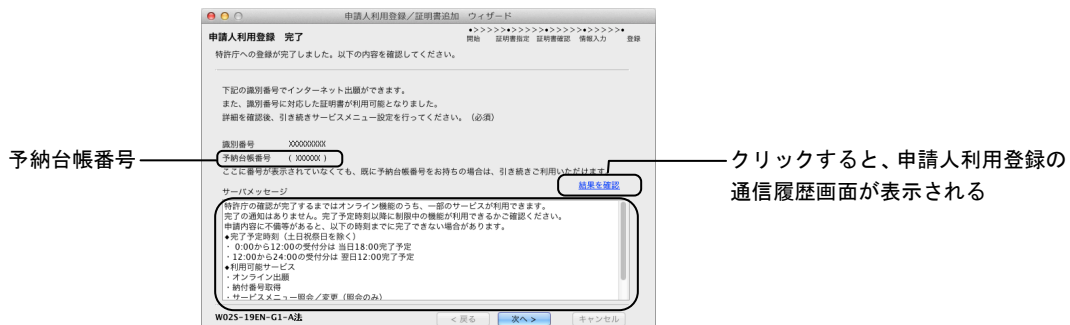 申請人利用登録／証明書追加　ウィザード
申請人利用登録　完了
•>>>>>•>>>>>•>>>>>•>>>>>•
開始　証明書指定　証明書確認　情報入力　登録
特許庁への登録が完了しました。以下の内容を確認してください。
下記の識別番号でインターネット出願ができます。
また、識別番号に対応した証明書が利用可能となりました。
詳細を確認後、引き続きサービスメニュー設定を行ってください。（必須）
識別番号　XXXXXXXXX
予納台帳番号　( XXXXXX )
ここに番号が表示されていなくても、既に予納台帳番号をお持ちの場合は、引き続きご利用いただけます
結果を確認
サーバメッセージ
特許庁の確認が完了するまではオンライン機能のうち、一部のサービスが利用できます。
完了の通知はありません。完了予定時刻以降に制限中の機能が利用できるかご確認ください。
申請内容に不備等があると、以下の時刻までに完了できない場合があります。
◆完了予定時刻（土日祝祭日を除く）
・ 0:00から12:00の受付分は 当日18:00完了予定
・12:00から24:00の受付分は 翌日12:00完了予定
◆利用可能サービス
・オンライン出願
・納付番号取得
・サービスメニュー照会／変更（照会のみ）
W02S-19EN-G1-A法
< 戻る
次へ >
キャンセル
予納台帳番号
クリックすると、申請人利用登録の
通信履歴画面が表示される